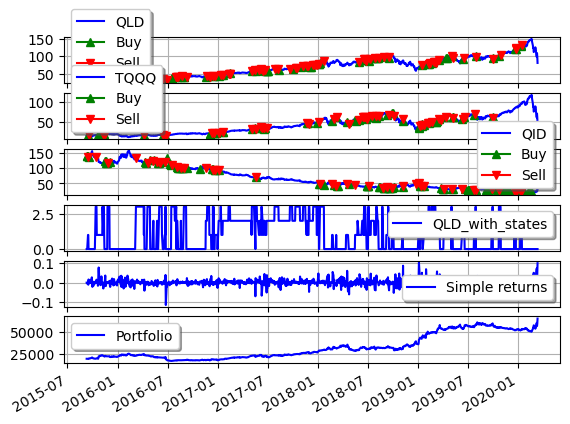 QLD
Buy
Sell
150
100
50
TQQQ
Buy
Sell
100
50
QID
Buy
Sell
150
100
50
QLD_with_states
2.5
0.0
Simple returns
0.1
0.0
−0.1
Portfolio
50000
25000
2015-07
2016-01
2016-07
2017-01
2017-07
2018-01
2018-07
2019-01
2019-07
2020-01